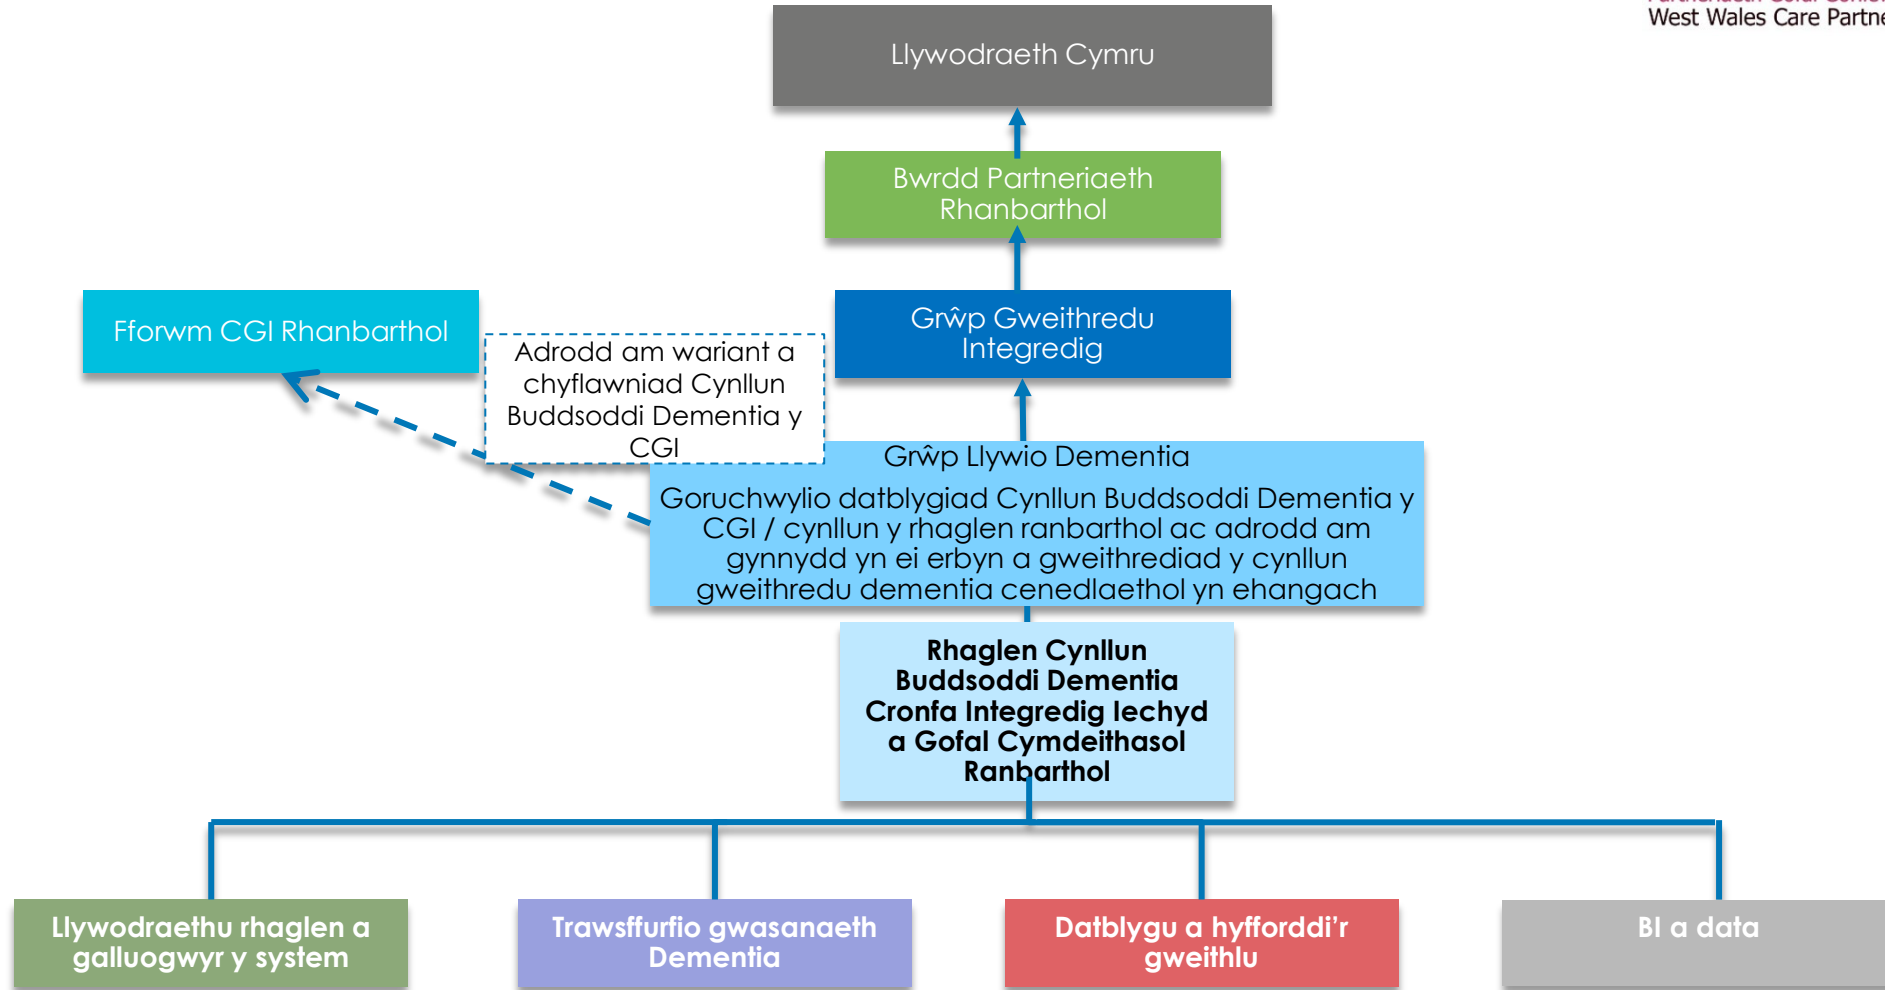 West Wales Care Partne
Llywodraeth Cymru
Bwrdd Partneriaeth
Rhanbarthol
Fforwm CGI Rhanbarthol
Grŵp Gweithredu
Integredig
Adrodd am wariant a
chyflawniad Cynllun
Buddsoddi Dementia y
CGI
Grŵp Llywio Dementia
Goruchwylio datblygiad Cynllun Buddsoddi Dementia y
CGI / cynllun y rhaglen ranbarthol ac adrodd am
gynnydd yn ei erbyn a gweithrediad y cynllun
gweithredu dementia cenedlaethol yn ehangach
Rhaglen Cynllun
Buddsoddi Dementia
Cronfa Integredig Iechyd
a Gofal Cymdeithasol
Ranbarthol
Llywodraethu rhaglen a
galluogwyr y system
Trawsffurfio gwasanaeth
Dementia
Datblygu a hyfforddi’r
gweithlu
BI a data